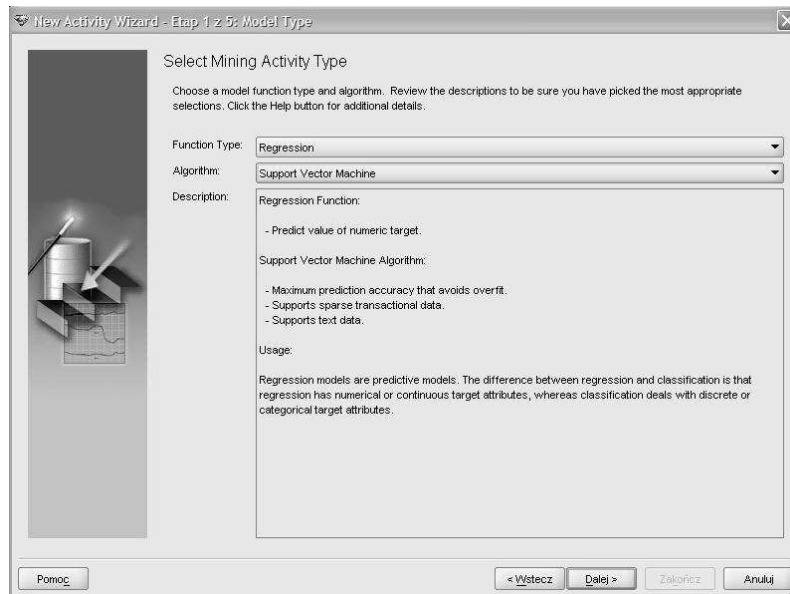 New Activity Wizard - Etap 1 z 5: Model Type
Select Mining Activity Type
Choose a model function type and algorithm. Review the descriptions to be sure you have picked the most appropriate
selections. Click the Help button for additional details.
Function Type: Regression
Algorithm: Support Vector Machine
Description: Regression Function:
- Predict value of numeric target.
Support Vector Machine Algorithm:
- Maximum prediction accuracy that avoids overfit.
- Supports sparse transactional data.
- Supports text data.
Usage:
Regression models are predictive models. The difference between regression and classification is that
regression has numerical or continuous target attributes, whereas classification deals with discrete or
categorical target attributes.
Pomoc < Wstecz Dalej > Zakończ Anuluj